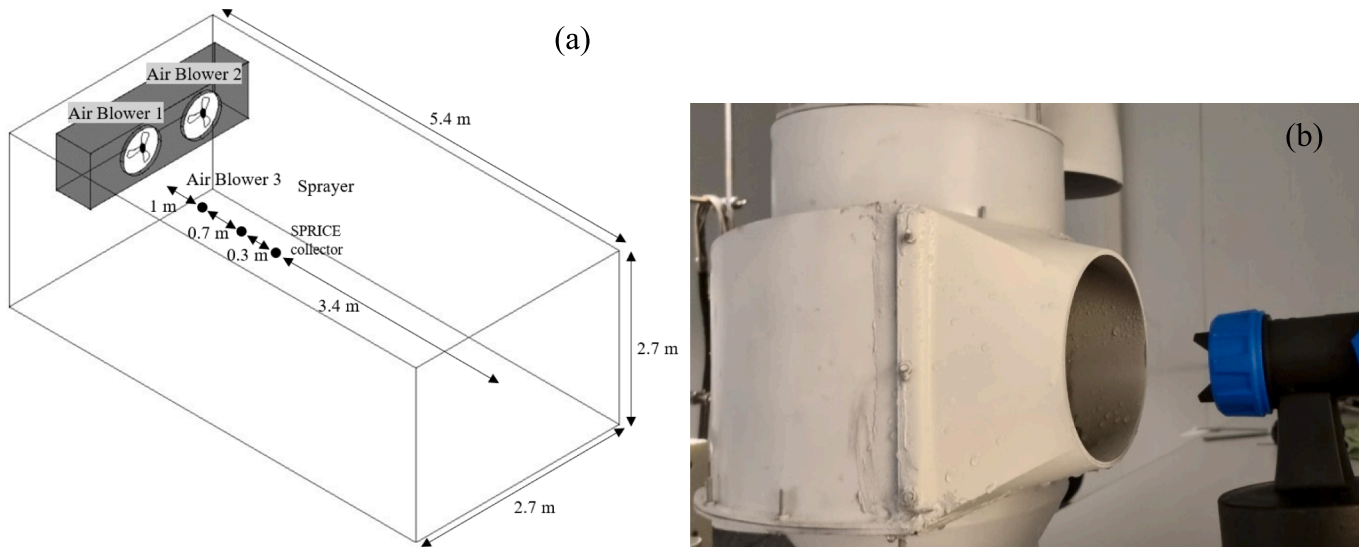 (a)
Air Blower 2
Air Blower 1
5.4 m
(b)
Air Blower 3
Sprayer
1 m
0.7 m
SPRICE
collector
0.3 m
3.4 m
2.7 m
2.7 m